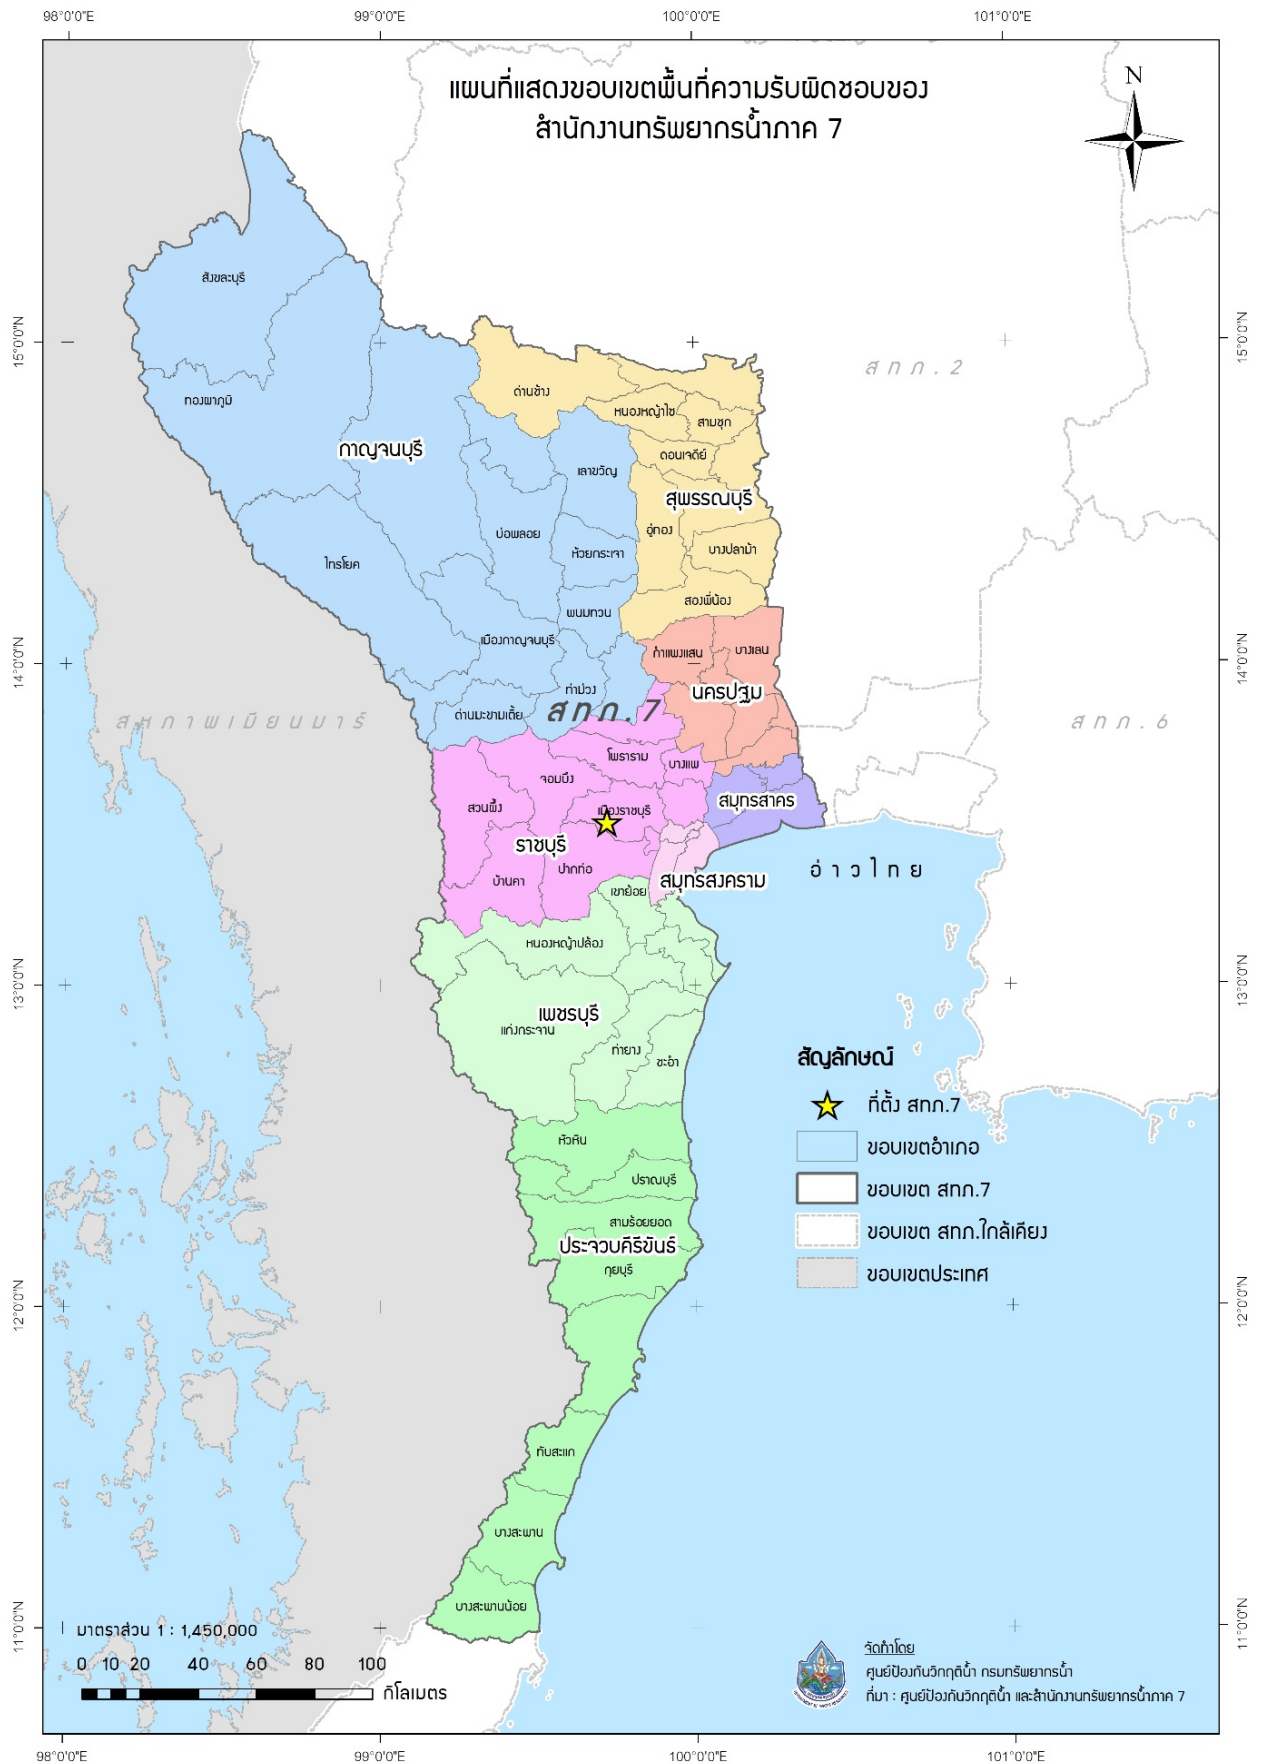 98°0'0"E 99°0'0"E 100°0'0"E 101°0'0"E
แผนที่แสดงขอบเขตพื้นที่ความรับผิดชอบของ
สำนักงานทรัพยากรน้ำภาค 7
N
สังขละบุรี
15°0'0"N
15°0'0"N
สทภ.2
ด่านช้าง
ทองผาภูมิ
หนองหญ้าไซ
สามชุก
กาญจนบุรี
ดอนเจดีย์
เลาขวัญ
สุพรรณบุรี
อู่ทอง
บ่อพลอย
บางปลาม้า
ห้วยกระเจา
ไทรโยค
สองพี่น้อง
พนมทวน
เมืองกาญจนบุรี
กำแพงแสน
บางเลน
14°0'0"N
14°0'0"N
ท่าม่วง
นครปฐม
ด่านมะขามเตี้ย
สทภ.7
สหภาพเมียนมาร์
สทภ.6
โพธาราม
บางแพ
จอมบึง
สวนผึ้ง
เมืองราชบุรี
สมุทรสาคร
ราชบุรี
ปากท่อ
อ่าวไทย
บ้านคา
สมุทรสงคราม
เขาย้อย
หนองหญ้าปล้อง
13°0'0"N
13°0'0"N
เพชรบุรี
แก่งกระจาน
ท่ายาง
ชะอำ
สัญลักษณ์
ที่ตั้ง สทภ.7
ขอบเขตอำเภอ
ขอบเขต สทภ.7
ขอบเขต สทภ.ใกล้เคียง
ขอบเขตประเทศ
หัวหิน
ปราณบุรี
สามร้อยยอด
ประจวบคีรีขันธ์
กุยบุรี
12°0'0"N
12°0'0"N
ทับสะแก
บางสะพาน
บางสะพานน้อย
11°0'0"N
11°0'0"N
มาตราส่วน 1 : 1,450,000
0 10 20 40 60 80 100
กิโลเมตร
จัดทำโดย
ศูนย์ป้องกันวิกฤติน้ำ กรมทรัพยากรน้ำ
ที่มา : ศูนย์ป้องกันวิกฤติน้ำ และสำนักงานทรัพยากรน้ำภาค 7
98°0'0"E 99°0'0"E 100°0'0"E 101°0'0"E